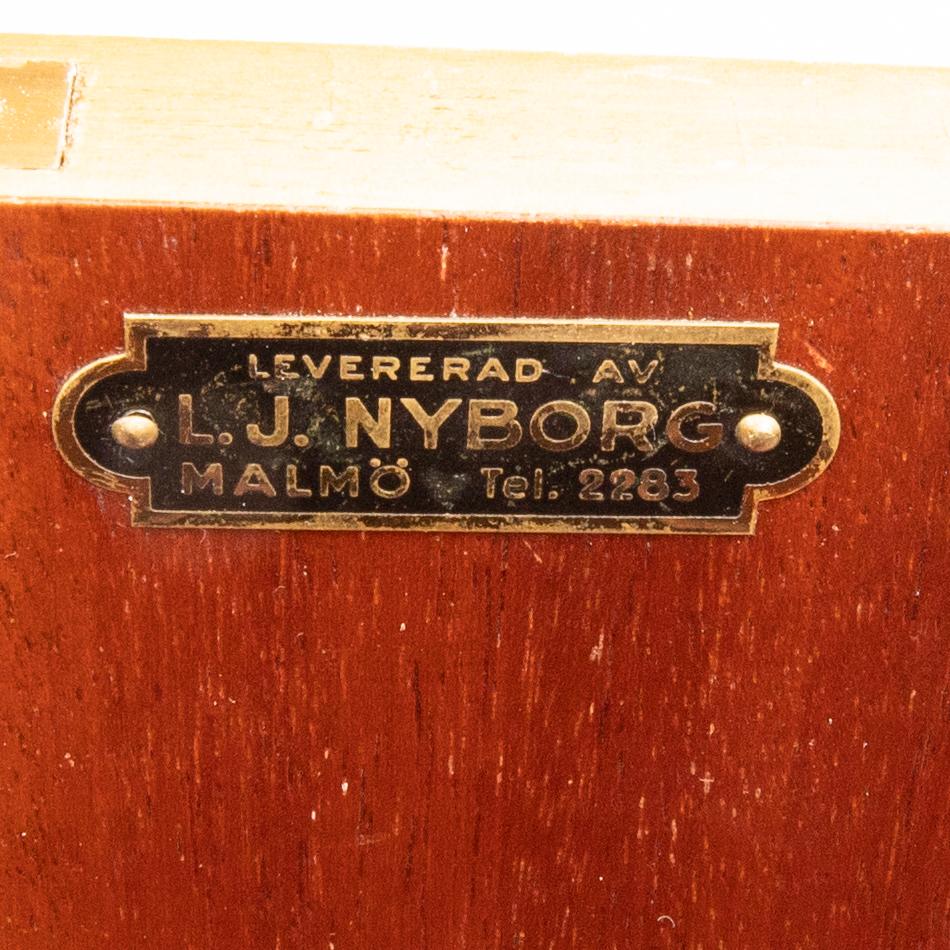 LEVERERAD AV
L. J. NYBORG
MALMÖ Tel. 2283